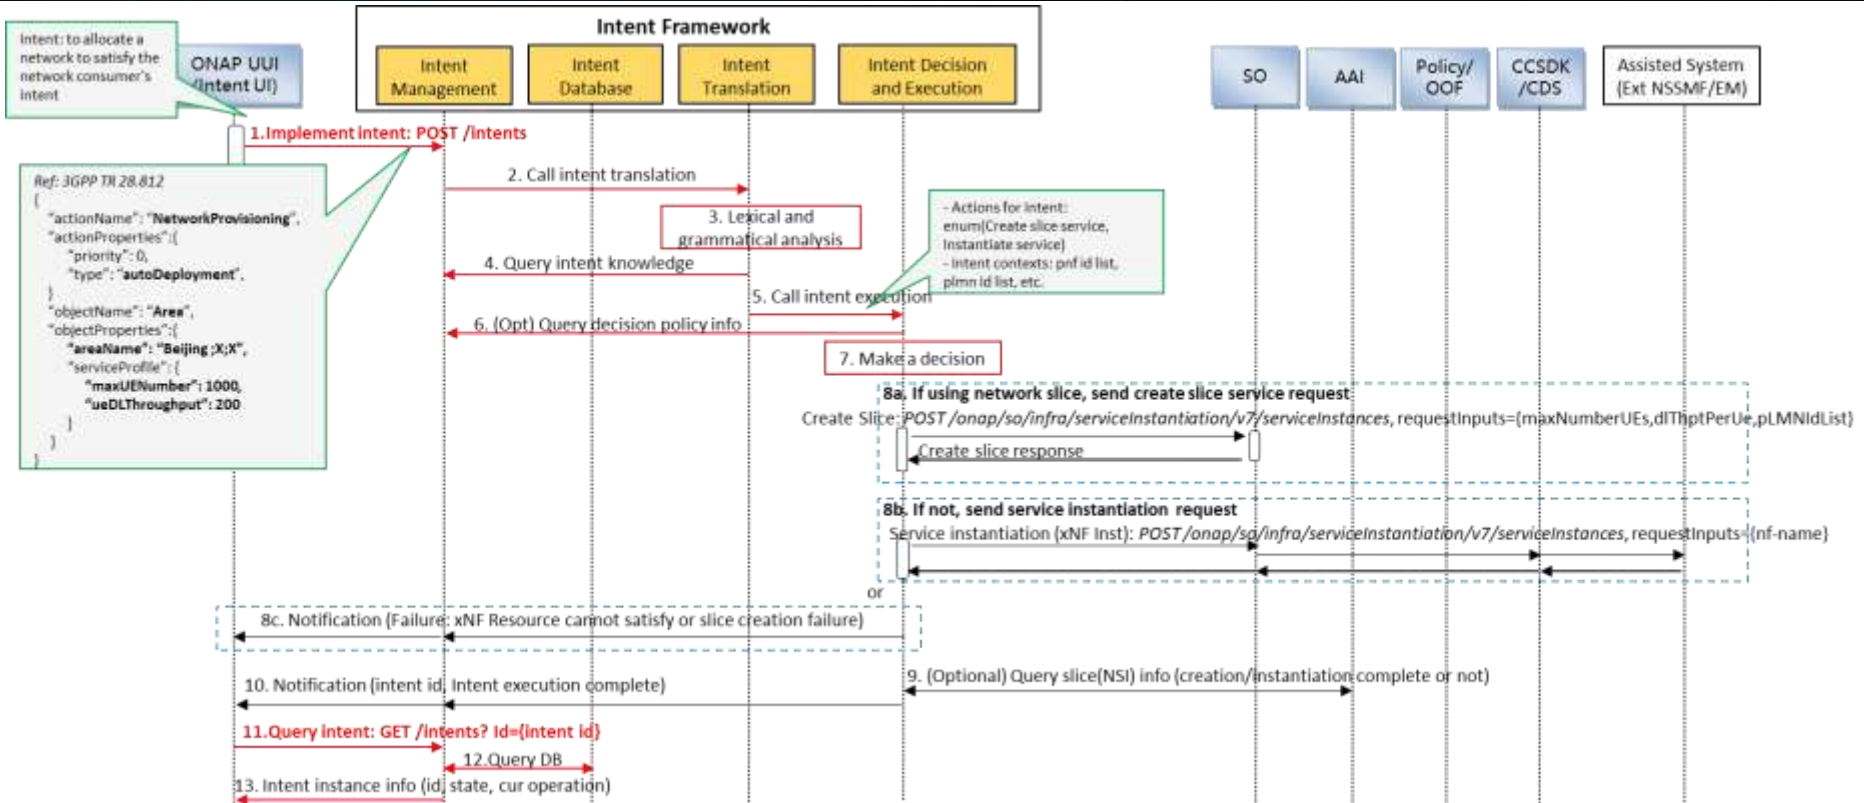 Intent Framework
Intent: to allocate a
network to satisfy the
network consumer's
intent
ONAP UUI
(Intent UI)
Intent
Management
Intent
Database
Intent
Translation
Intent Decision
and Execution
SO
AAI
Policy/
OOF
CCSDK
/CDS
Assisted System
(Ext NSSMF/EM)
1.Implement intent: POST /intents
Ref: 3GPP TR 28.812
{
"actionName": "NetworkProvisioning",
"actionProperties":{
"priority": 0,
"type": "autoDeployment",
}
"objectName": "Area",
"objectProperties":{
"areaName": "Beijing ;X;X",
"serviceProfile": {
"maxUENumber": 1000,
"ueDLThroughput": 200
}
}
}
2. Call intent translation
3. Lexical and
grammatical analysis
4. Query intent knowledge
- Actions for Intent:
enum(Create slice service,
Instantiate service)
- Intent contexts: pnf id list,
plmn id list, etc.
5. Call intent execution
6. (Opt) Query decision policy info
7. Make a decision
8a. If using network slice, send create slice service request
Create Slice: POST /onap/so/infra/serviceInstantiation/v7/serviceInstances, requestInputs={maxNumberUEs,dlThptPerUe,pLMNIdList}
Create slice response
8b. If not, send service instantiation request
Service instantiation (xNF Inst): POST /onap/so/infra/serviceInstantiation/v7/serviceInstances, requestInputs={nf-name}
or
8c. Notification (Failure: xNF Resource cannot satisfy or slice creation failure)
9. (Optional) Query slice(NSI) info (creation/instantiation complete or not)
10. Notification (intent id, Intent execution complete)
11.Query intent: GET /intents? Id={intent id}
12.Query DB
13. Intent instance info (id, state, cur operation)